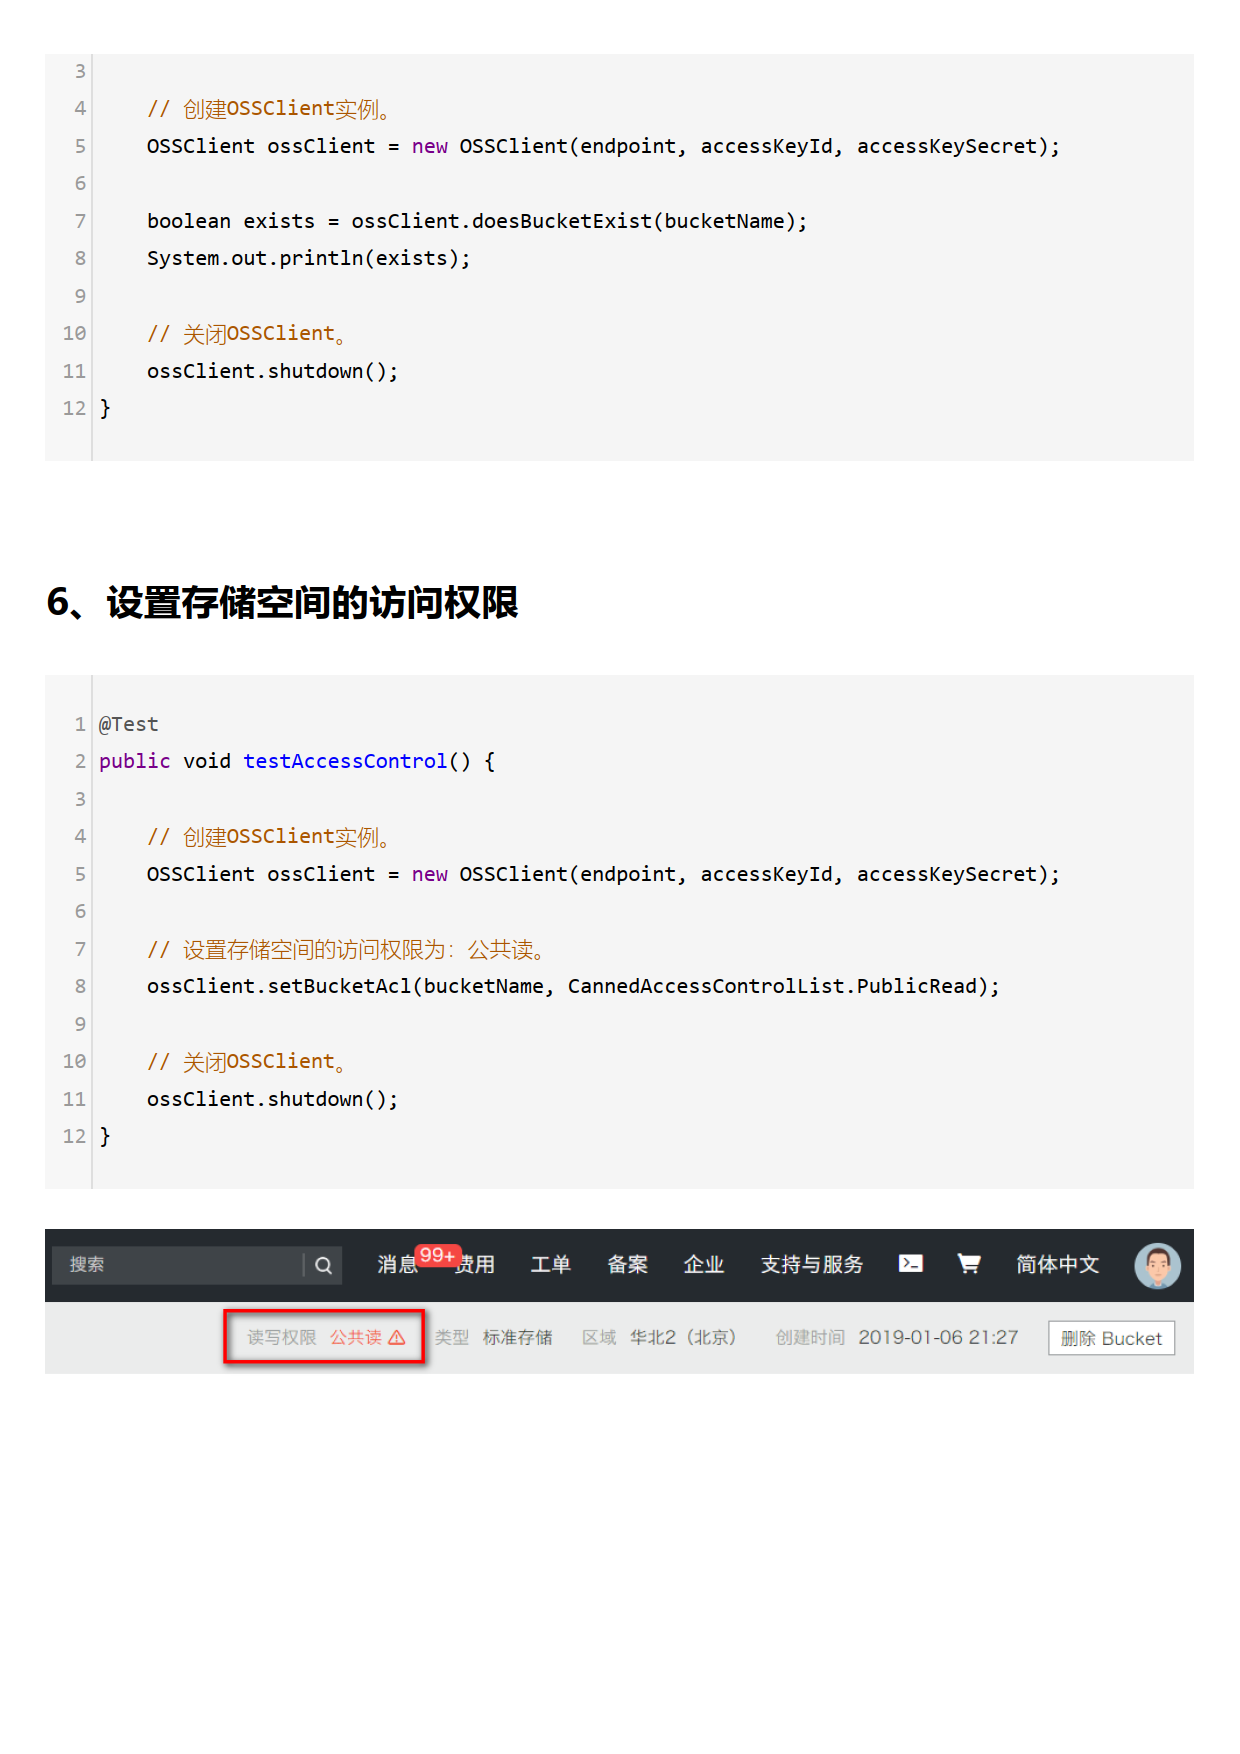 3
4 // 创建OSSClient实例。
5 OSSClient ossClient = new OSSClient(endpoint, accessKeyId, accessKeySecret);
6
7 boolean exists = ossClient.doesBucketExist(bucketName);
8 System.out.println(exists);
9
10 // 关闭OSSClient。
11 ossClient.shutdown();
12 }
6、设置存储空间的访问权限
1 @Test
2 public void testAccessControl() {
3
4 // 创建OSSClient实例。
5 OSSClient ossClient = new OSSClient(endpoint, accessKeyId, accessKeySecret);
6
7 // 设置存储空间的访问权限为：公共读。
8 ossClient.setBucketAcl(bucketName, CannedAccessControlList.PublicRead);
9
10 // 关闭OSSClient。
11 ossClient.shutdown();
12 }
搜索 消息 99+ 费用 工单 备案 企业 支持与服务 简体中文
读写权限 公共读 类型 标准存储 区域 华北2（北京） 创建时间 2019-01-06 21:27 删除 Bucket